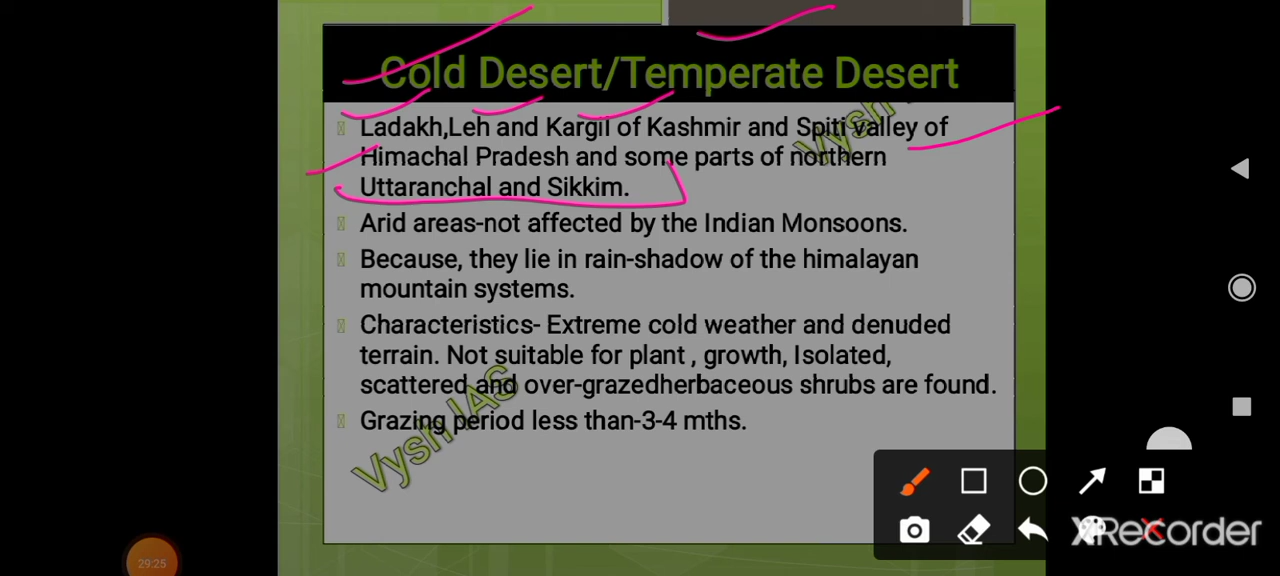 Cold Desert/Temperate Desert
Ladakh,Leh and Kargil of Kashmir and Spiti valley of
Himachal Pradesh and some parts of northern
Uttaranchal and Sikkim.
Arid areas-not affected by the Indian Monsoons.
Because, they lie in rain-shadow of the himalayan
mountain systems.
Characteristics- Extreme cold weather and denuded
terrain. Not suitable for plant , growth, Isolated,
scattered and over-grazedherbaceous shrubs are found.
Grazing period less than-3-4 mths.
Vysh IAS
XRecorder
29:25